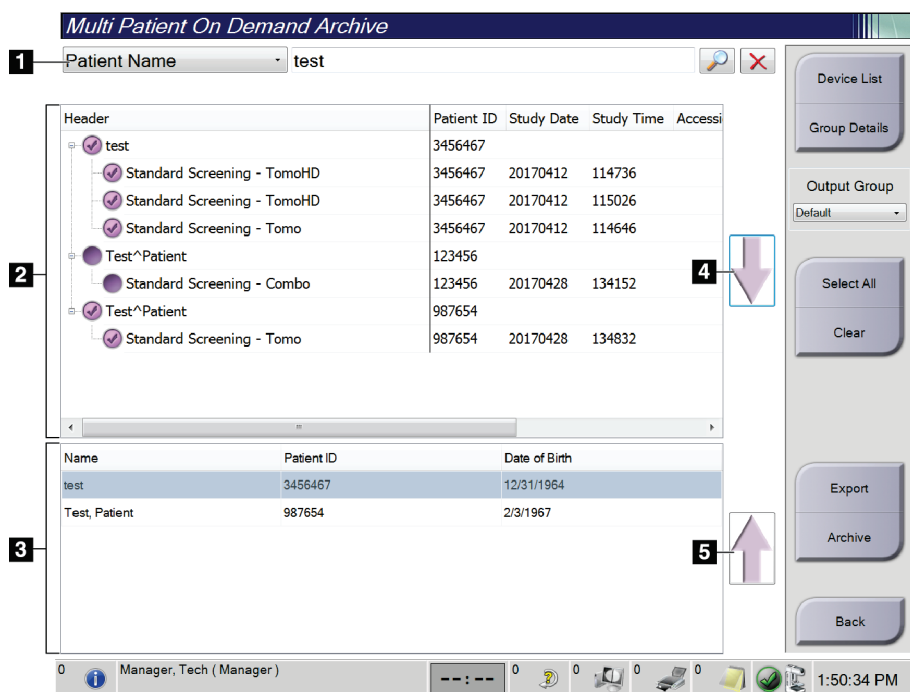 Multi Patient On Demand Archive
1 Patient Name test
Device List
Group Details
Output Group
Default
Select All
Clear
Export
Archive
Back
2
Header Patient ID Study Date Study Time Accessi
test 3456467
Standard Screening - TomoHD 3456467 20170412 114736
Standard Screening - TomoHD 3456467 20170412 115026
Standard Screening - Tomo 3456467 20170412 114646
Test^Patient 123456
Standard Screening - Combo 123456 20170428 134152
Test^Patient 987654
Standard Screening - Tomo 987654 20170428 134832
4
3
Name Patient ID Date of Birth
test 3456467 12/31/1964
Test, Patient 987654 2/3/1967
5
0 Manager, Tech ( Manager ) --:-- 0 0 0 0 1:50:34 PM